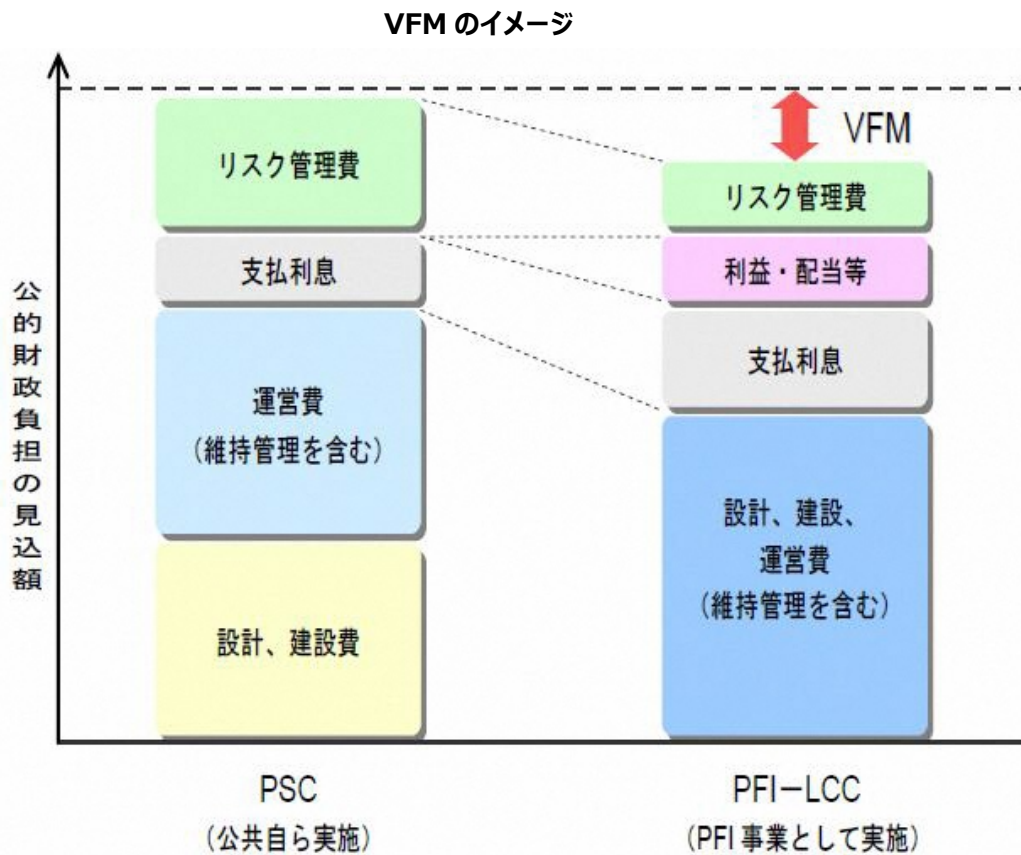 VFM のイメージ
公的財政負担の見込額
VFM
リスク管理費
支払利息
運営費
（維持管理を含む）
設計、建設費
リスク管理費
利益・配当等
支払利息
設計、建設、
運営費
（維持管理を含む）
PSC
（公共自ら実施）
PFI－LCC
（PFI 事業として実施）